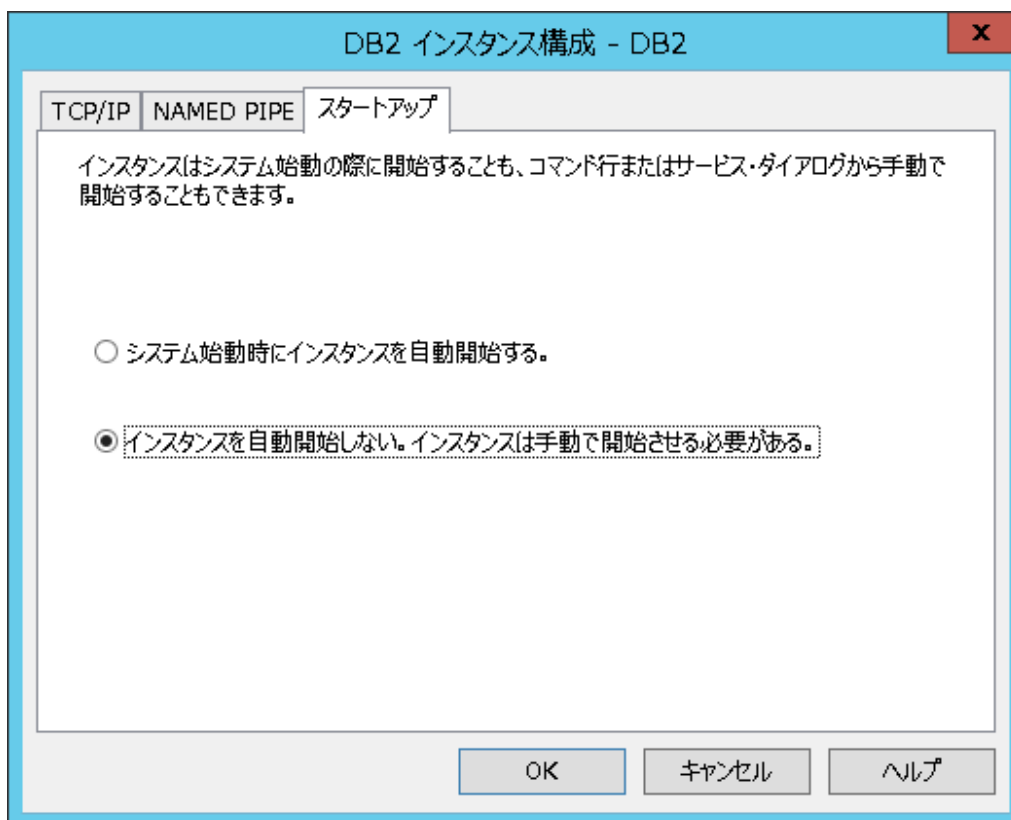 DB2 インスタンス構成 - DB2
x
TCP/IP NAMED PIPE スタートアップ
インスタンスはシステム始動の際に開始することも、コマンド行またはサービス・ダイアログから手動で
開始することもできます。
システム始動時にインスタンスを自動開始する。
インスタンスを自動開始しない。インスタンスは手動で開始させる必要がある。
OK キャンセル ヘルプ